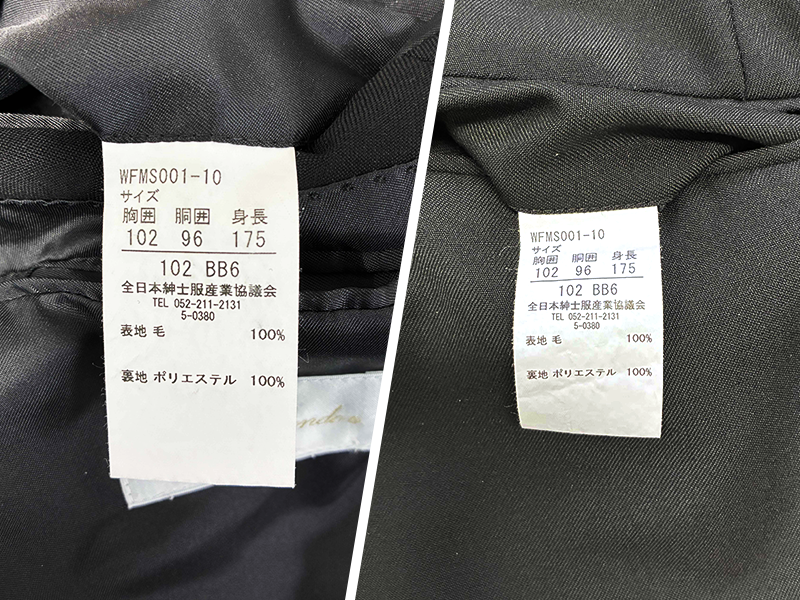 WFMS001-10
サイズ
胸囲 胴囲 身長
102 96 175
102 BB6
全日本紳士服産業協議会
TEL 052-211-2131
5-0380
表地 毛 100%
裏地 ポリエステル 100%
WFMS001-10
サイズ
胸囲 胴囲 身長
102 96 175
102 BB6
全日本紳士服産業協議会
TEL 052-211-2131
5-0380
表地 毛 100%
裏地 ポリエステル 100%